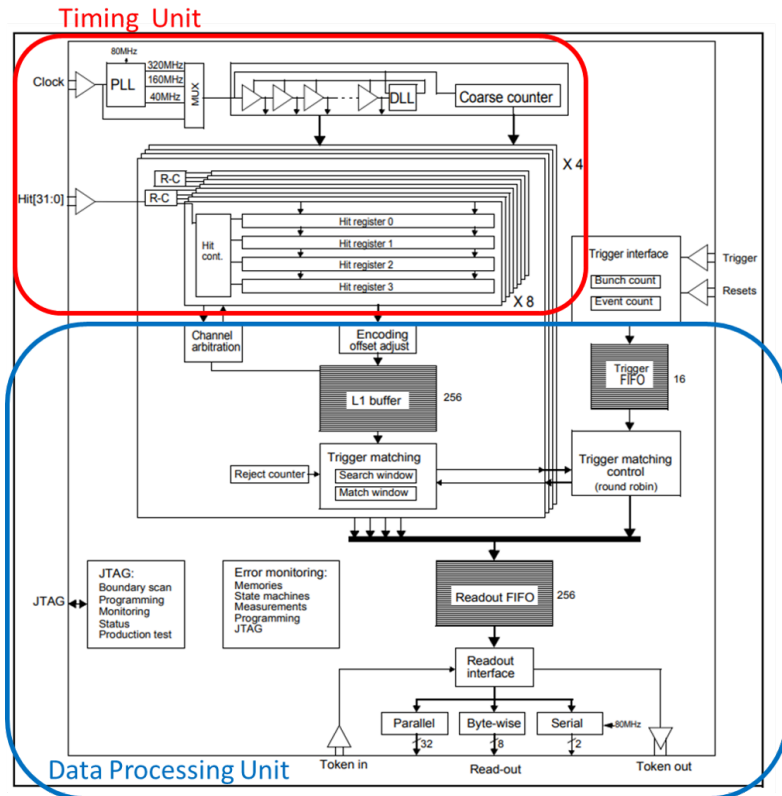 Timing Unit
80MHz
Clock
PLL
320MHz
160MHz
40MHz
MUX
DLL
Coarse counter
X 4
R-C
R-C
Hit[31:0]
Hit
cont.
Hit register 0
Hit register 1
Hit register 2
Hit register 3
X 8
Trigger interface
Bunch count
Event count
Trigger
Resets
Channel
arbitration
Encoding
offset adjust
L1 buffer
256
Trigger
FIFO
16
Trigger matching
Search window
Match window
Reject counter
Trigger matching
control
(round robin)
JTAG
JTAG:
Boundary scan
Programming
Monitoring
Status
Production test
Error monitoring:
Memories
State machines
Measurements
Programming
JTAG
Readout FIFO
256
Readout
interface
Parallel
Byte-wise
Serial
80MHz
32
8
2
Token in
Read-out
Token out
Data Processing Unit